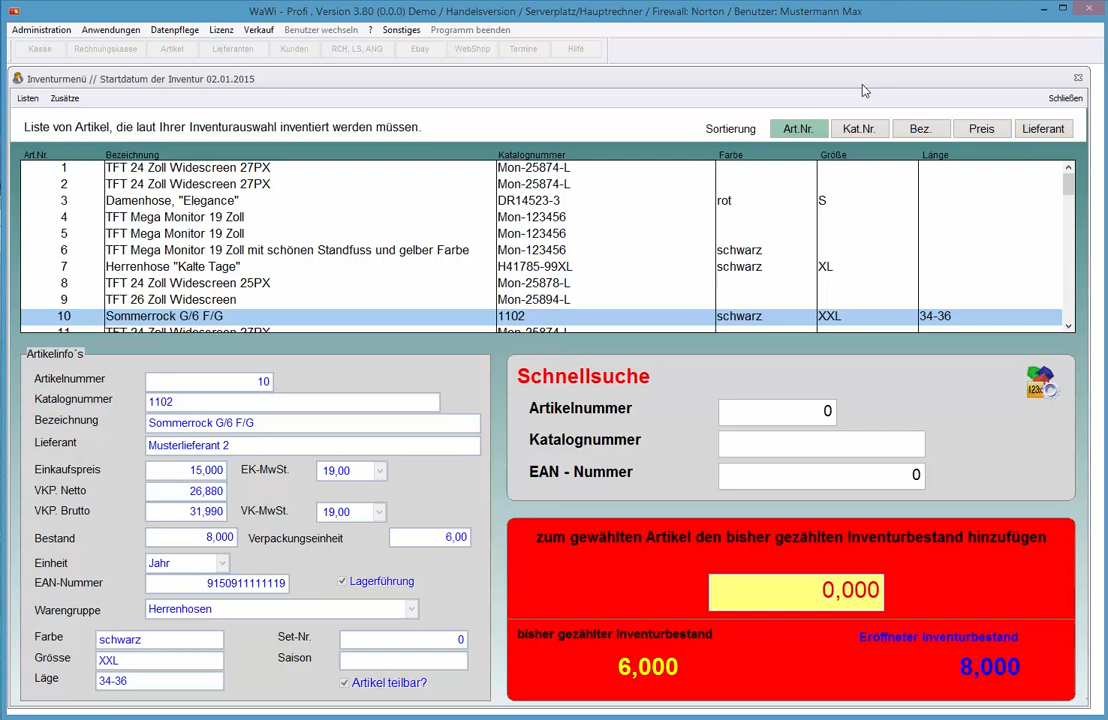 WaWi - Profi , Version 3.80 (0.0.0) Demo / Handelsversion / Serverplatz/Hauptrechner / Firewall: Norton / Benutzer: Mustermann Max
Administration Anwendungen Datenpflege Lizenz Verkauf Benutzer wechseln ? Sonstiges Programm beenden
Kasse Rechnungskasse Artikel Lieferanten Kunden RCH, LS, ANG Ebay WebShop Termine Hilfe
Inventurmenü // Startdatum der Inventur 02.01.2015
Listen Zusätze Schließen
Liste von Artikel, die laut Ihrer Inventurauswahl inventiert werden müssen. Sortierung Art.Nr. Kat.Nr. Bez. Preis Lieferant
Art.Nr. Bezeichnung Katalognummer Farbe Größe Länge
1 TFT 24 Zoll Widescreen 27PX Mon-25874-L
2 TFT 24 Zoll Widescreen 27PX Mon-25874-L
3 Damenhose, "Elegance" DR14523-3 rot S
4 TFT Mega Monitor 19 Zoll Mon-123456
5 TFT Mega Monitor 19 Zoll Mon-123456
6 TFT Mega Monitor 19 Zoll mit schönen Standfuss und gelber Farbe Mon-123456 schwarz
7 Herrenhose "Kalte Tage" H41785-99XL schwarz XL
8 TFT 24 Zoll Widescreen 25PX Mon-25878-L
9 TFT 26 Zoll Widescreen Mon-25894-L
10 Sommerrock G/6 F/G 1102 schwarz XXL 34-36
11 TFT 24 Zoll Widescreen 27PX Mon-25874-L
Artikelinfo´s
Artikelnummer 10
Katalognummer 1102
Bezeichnung Sommerrock G/6 F/G
Lieferant Musterlieferant 2
Einkaufspreis 15,000 EK-MwSt. 19,00
VKP. Netto 26,880
VKP. Brutto 31,990 VK-MwSt. 19,00
Bestand 8,000 Verpackungseinheit 6,00
Einheit Jahr
EAN-Nummer 9150911111119 Lagerführung
Warengruppe Herrenhosen
Farbe schwarz Set-Nr. 0
Grösse XXL Saison
Läge 34-36 Artikel teilbar?
Schnellsuche
123
Artikelnummer 0
Katalognummer
EAN - Nummer 0
zum gewählten Artikel den bisher gezählten Inventurbestand hinzufügen
0,000
bisher gezählter Inventurbestand Eröffneter Inventurbestand
6,000 8,000